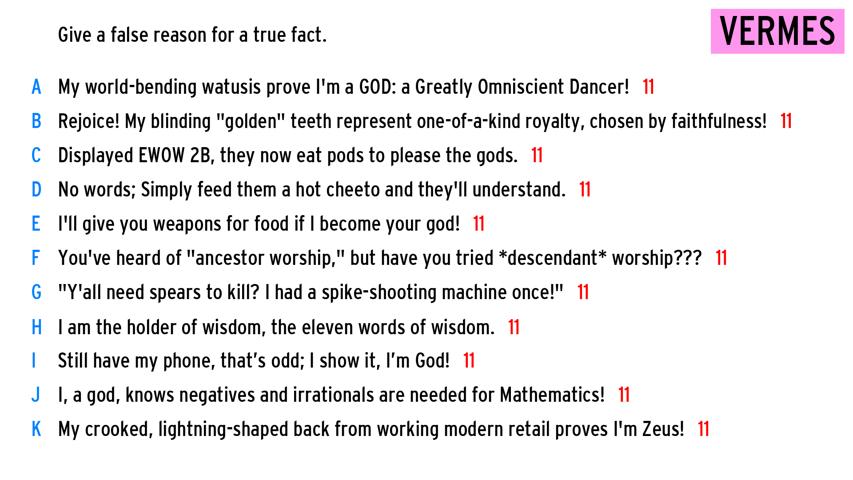 Give a false reason for a true fact.
VERMES
A My world-bending watusis prove I'm a GOD: a Greatly Omniscient Dancer! 11
B Rejoice! My blinding "golden" teeth represent one-of-a-kind royalty, chosen by faithfulness! 11
C Displayed EWOW 2B, they now eat pods to please the gods. 11
D No words; Simply feed them a hot cheeto and they'll understand. 11
E I'll give you weapons for food if I become your god! 11
F You've heard of "ancestor worship," but have you tried *descendant* worship??? 11
G "Y'all need spears to kill? I had a spike-shooting machine once!" 11
H I am the holder of wisdom, the eleven words of wisdom. 11
I Still have my phone, that’s odd; I show it, I’m God! 11
J I, a god, knows negatives and irrationals are needed for Mathematics! 11
K My crooked, lightning-shaped back from working modern retail proves I'm Zeus! 11